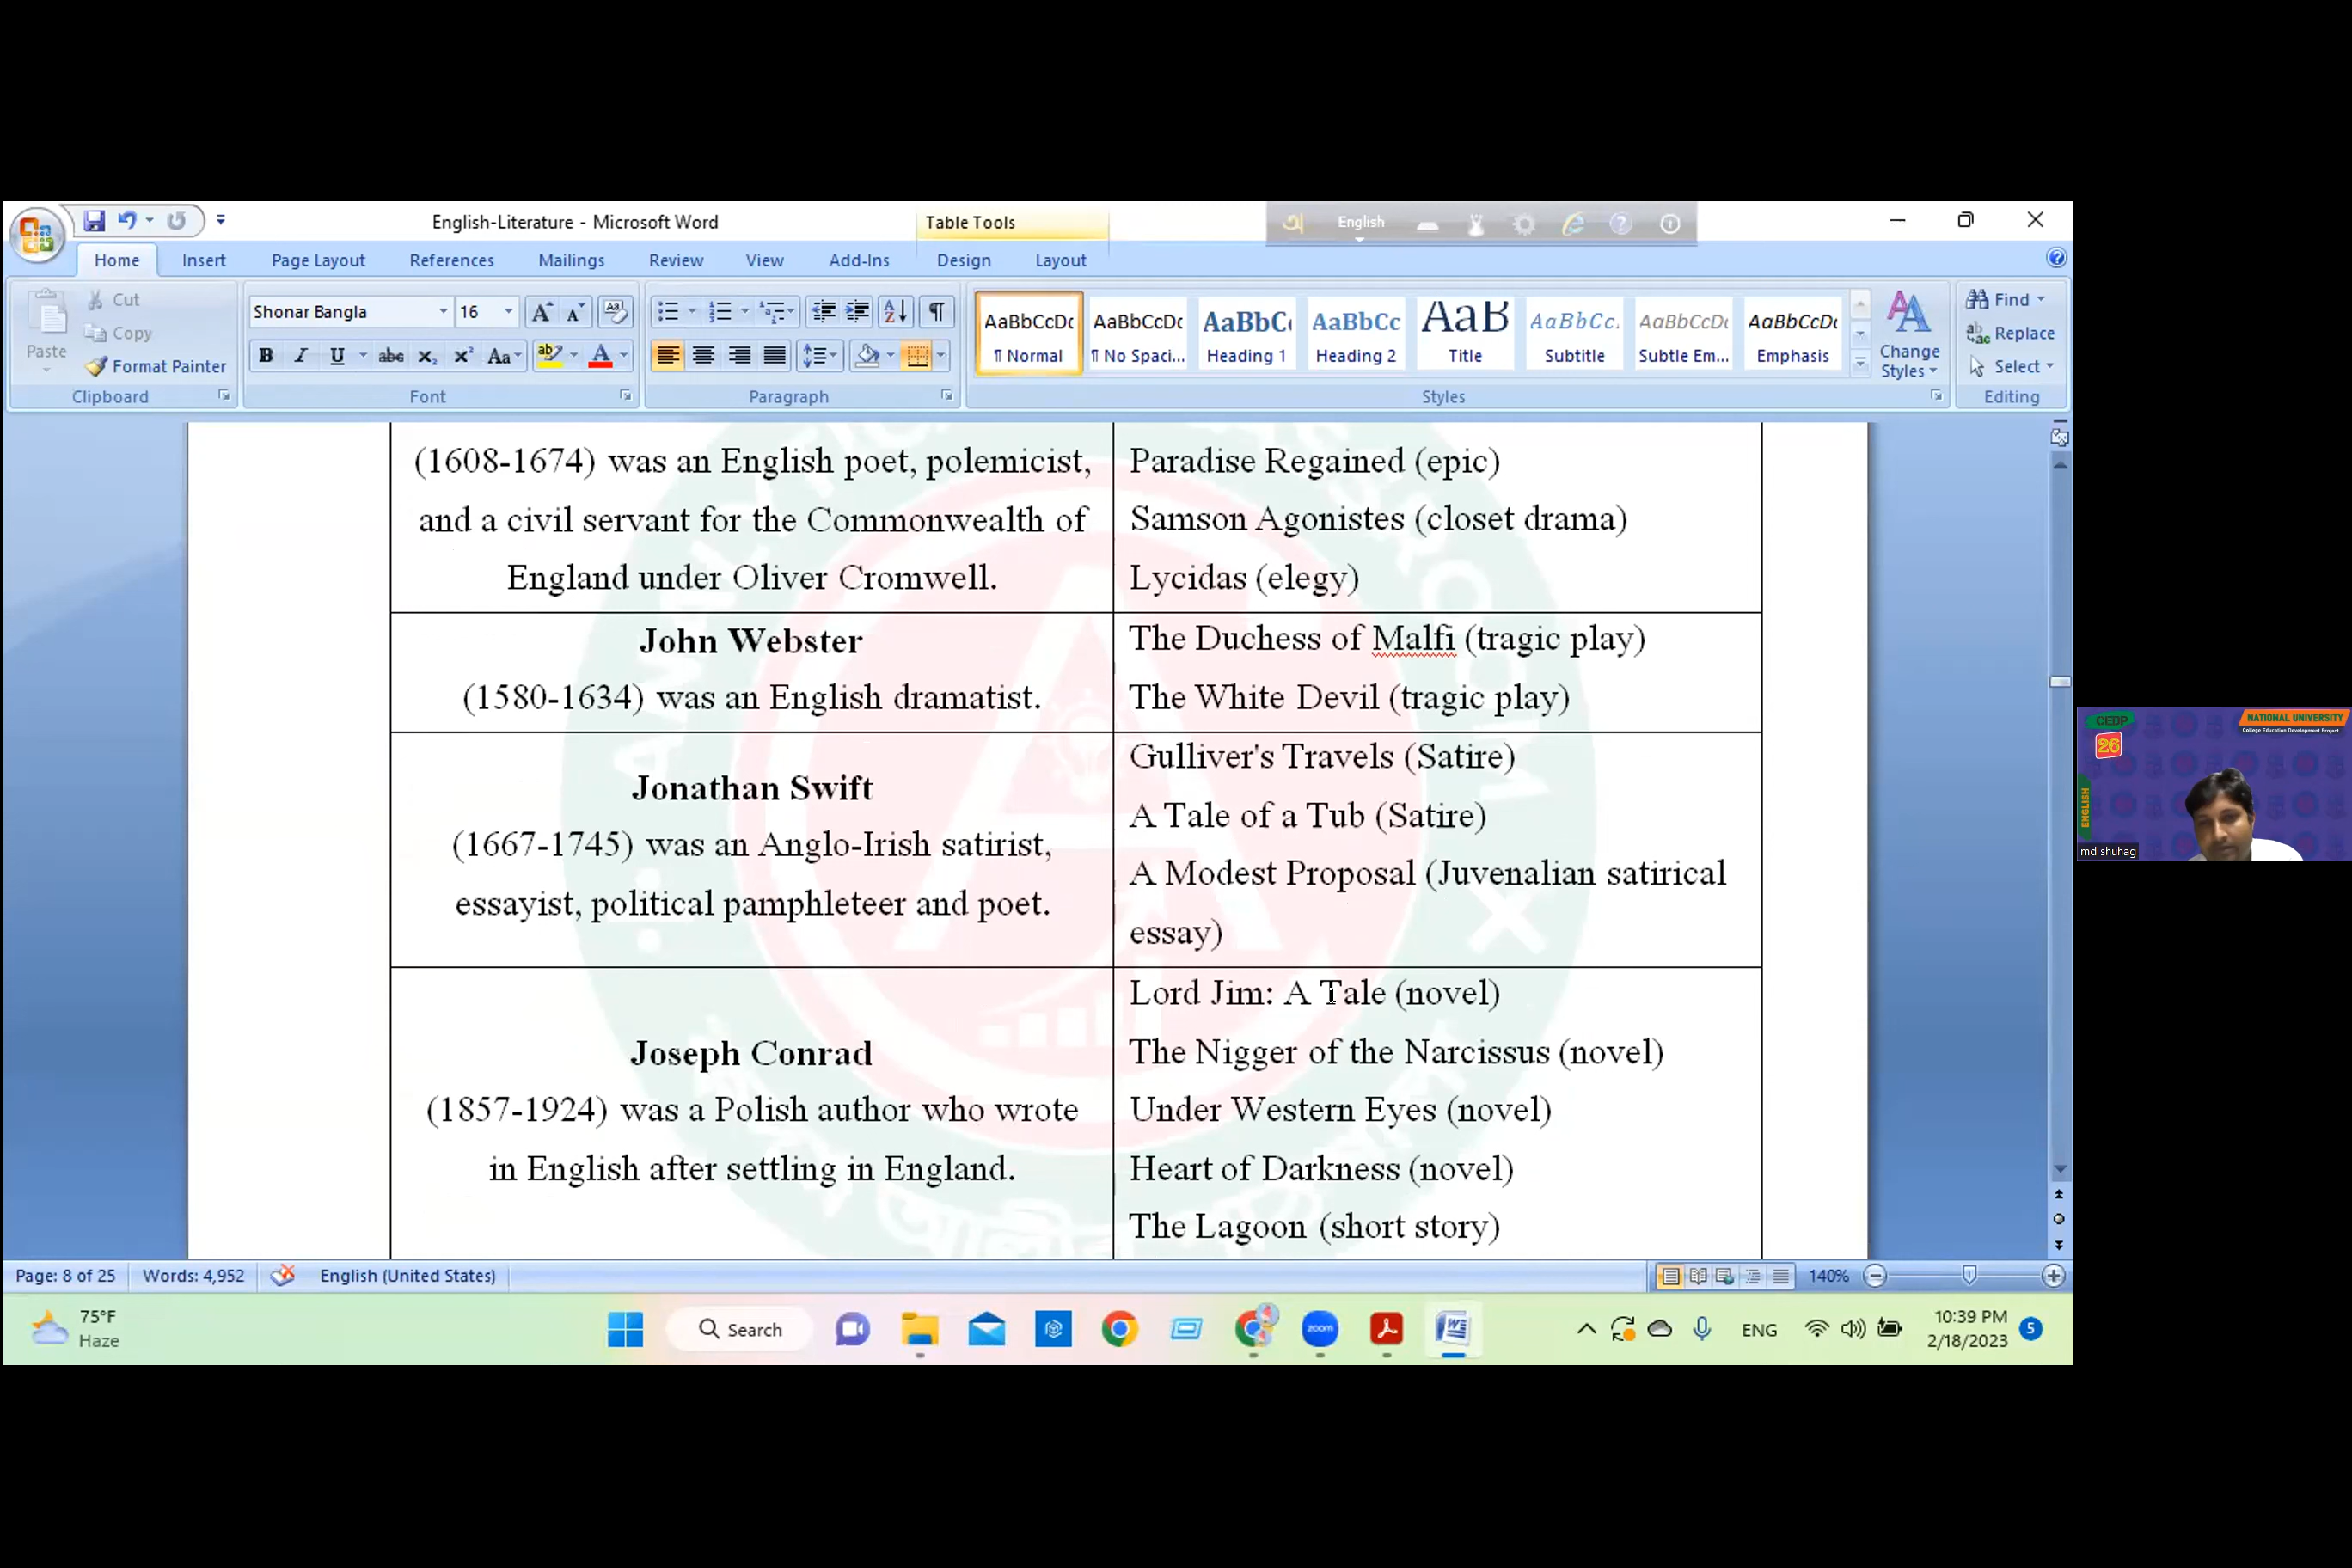 English-Literature - Microsoft Word
Table Tools
English
Home Insert Page Layout References Mailings Review View Add-Ins Design Layout
Paste
Cut
Copy
Format Painter
Clipboard
Shonar Bangla 16
Font
Paragraph
AaBbCcDc AaBbCcDc AaBbC AaBbCc AaB AaBbCc. AaBbCcDc AaBbCcDc
¶ Normal ¶ No Spaci... Heading 1 Heading 2 Title Subtitle Subtle Em... Emphasis
Change
Styles
Styles
Find
Replace
Select
Editing
(1608-1674) was an English poet, polemicist,
and a civil servant for the Commonwealth of
England under Oliver Cromwell.
Paradise Regained (epic)
Samson Agonistes (closet drama)
Lycidas (elegy)
John Webster
(1580-1634) was an English dramatist.
The Duchess of Malfi (tragic play)
The White Devil (tragic play)
Jonathan Swift
(1667-1745) was an Anglo-Irish satirist,
essayist, political pamphleteer and poet.
Gulliver's Travels (Satire)
A Tale of a Tub (Satire)
A Modest Proposal (Juvenalian satirical
essay)
Joseph Conrad
(1857-1924) was a Polish author who wrote
in English after settling in England.
Lord Jim: A Tale (novel)
The Nigger of the Narcissus (novel)
Under Western Eyes (novel)
Heart of Darkness (novel)
The Lagoon (short story)
CEDP
26
NATIONAL UNIVERSITY
College Education Development Project
ENGLISH
md shuhag
Page: 8 of 25 Words: 4,952 English (United States) 140%
75°F
Haze
Search
zoom
ENG
10:39 PM
2/18/2023
5